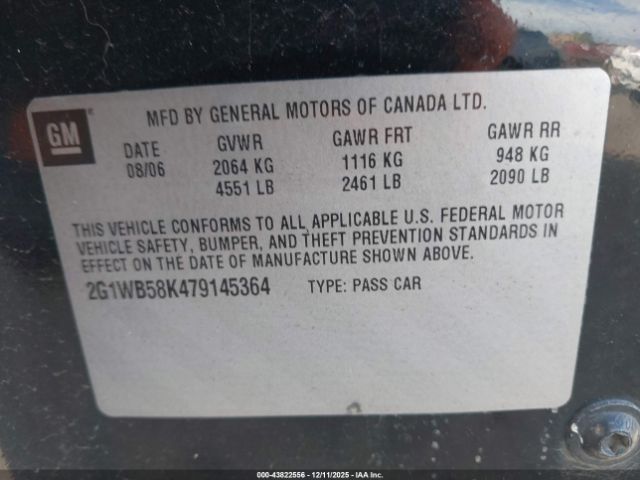 GM
MFD BY GENERAL MOTORS OF CANADA LTD.
DATE GVWR GAWR FRT GAWR RR
08/06 2064 KG 1116 KG 948 KG
4551 LB 2461 LB 2090 LB
THIS VEHICLE CONFORMS TO ALL APPLICABLE U.S. FEDERAL MOTOR
VEHICLE SAFETY, BUMPER, AND THEFT PREVENTION STANDARDS IN
EFFECT ON THE DATE OF MANUFACTURE SHOWN ABOVE.
2G1WB58K479145364 TYPE: PASS CAR
000-43822556 - 12/11/2025 - IAA Inc.